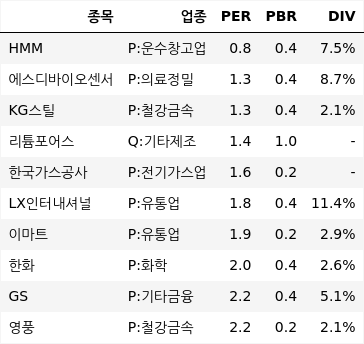 종목 업종 PER PBR DIV
HMM P:운수창고업 0.8 0.4 7.5%
에스디바이오센서 P:의료정밀 1.3 0.4 8.7%
KG스틸 P:철강금속 1.3 0.4 2.1%
리튬포어스 Q:기타제조 1.4 1.0 -
한국가스공사 P:전기가스업 1.6 0.2 -
LX인터내셔널 P:유통업 1.8 0.4 11.4%
이마트 P:유통업 1.9 0.2 2.9%
한화 P:화학 2.0 0.4 2.6%
GS P:기타금융 2.2 0.4 5.1%
영풍 P:철강금속 2.2 0.2 2.1%